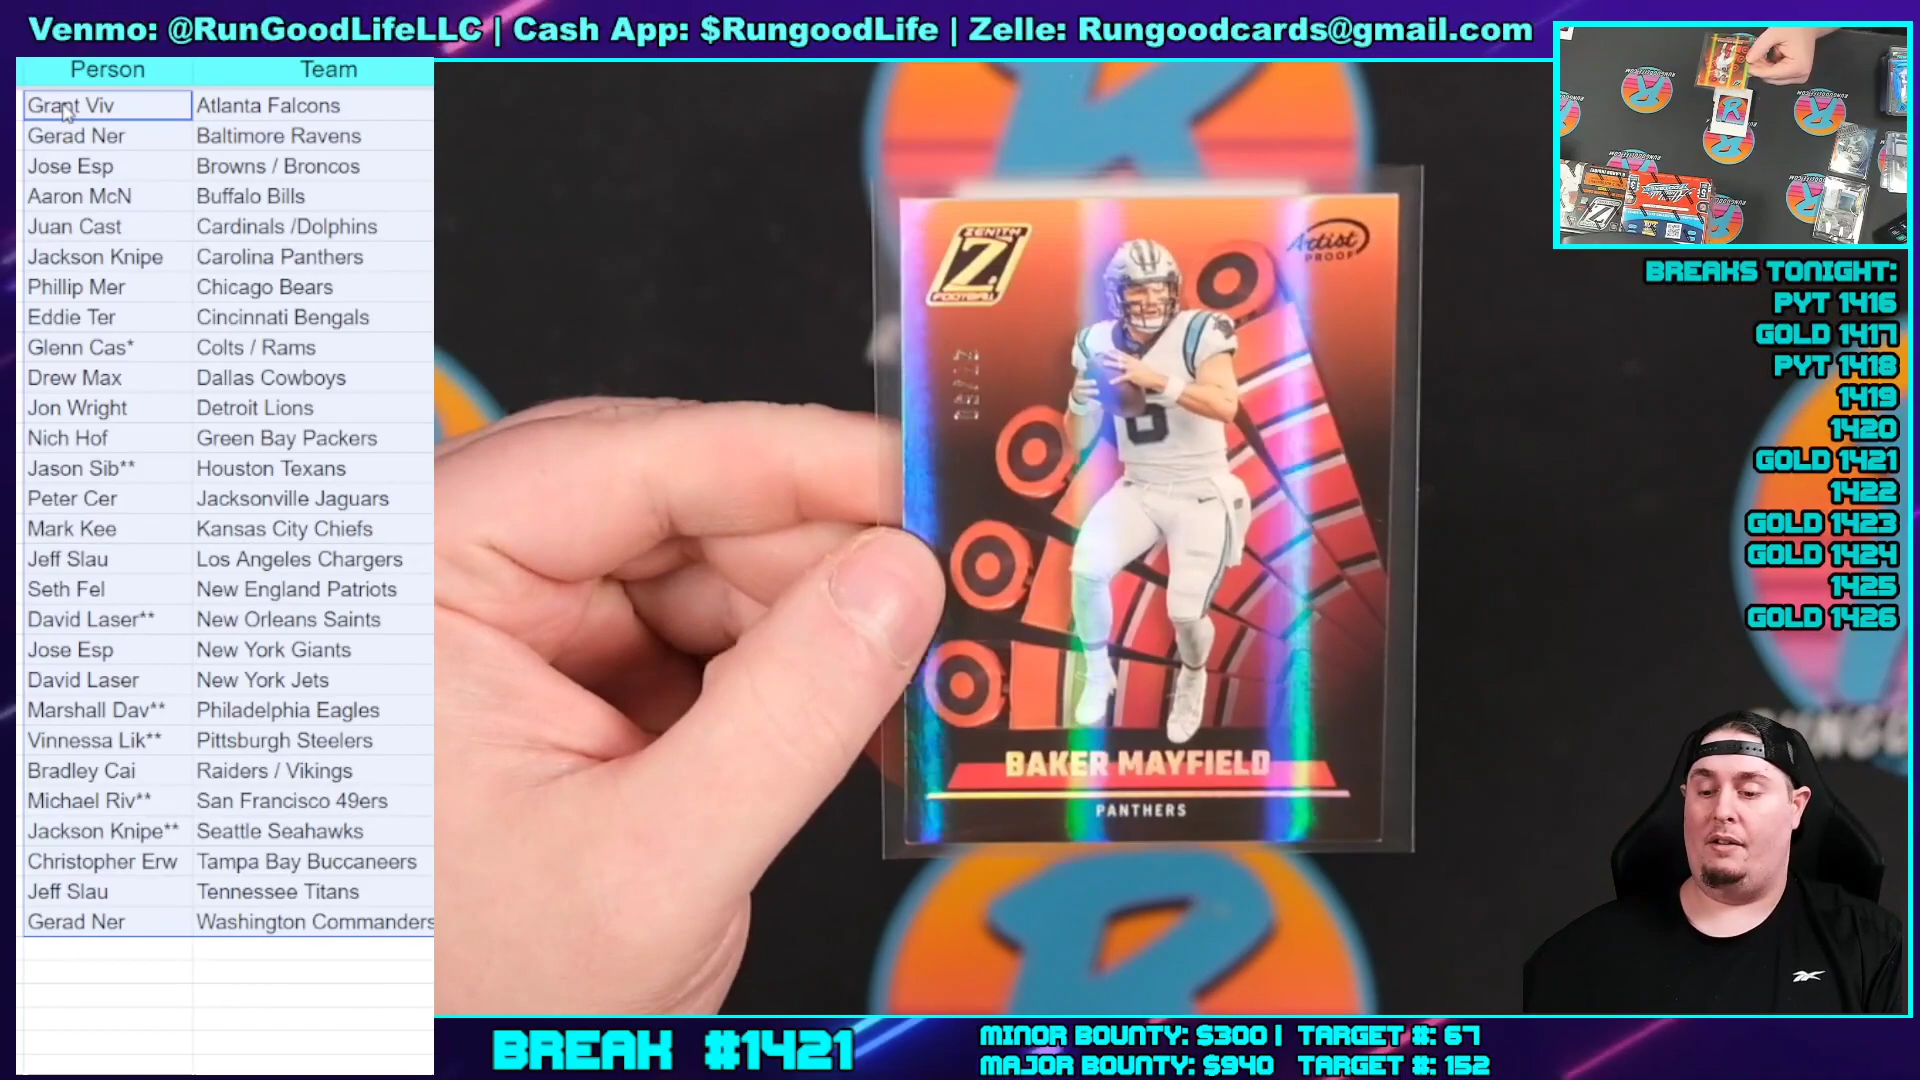 Venmo: @RunGoodLifeLLC | Cash App: $RungoodLife | Zelle: Rungoodcards@gmail.com
Person Team
Grant Viv Atlanta Falcons
Gerad Ner Baltimore Ravens
Jose Esp Browns / Broncos
Aaron McN Buffalo Bills
Juan Cast Cardinals /Dolphins
Jackson Knipe Carolina Panthers
Phillip Mer Chicago Bears
Eddie Ter Cincinnati Bengals
Glenn Cas* Colts / Rams
Drew Max Dallas Cowboys
Jon Wright Detroit Lions
Nich Hof Green Bay Packers
Jason Sib** Houston Texans
Peter Cer Jacksonville Jaguars
Mark Kee Kansas City Chiefs
Jeff Slau Los Angeles Chargers
Seth Fel New England Patriots
David Laser** New Orleans Saints
Jose Esp New York Giants
David Laser New York Jets
Marshall Dav** Philadelphia Eagles
Vinnessa Lik** Pittsburgh Steelers
Bradley Cai Raiders / Vikings
Michael Riv** San Francisco 49ers
Jackson Knipe** Seattle Seahawks
Christopher Erw Tampa Bay Buccaneers
Jeff Slau Tennessee Titans
Gerad Ner Washington Commanders
ZENITH
Z
FOOTBALL
Artist
PROOF
8
BAKER MAYFIELD
PANTHERS
BREAKS TONIGHT:
PYT 1416
GOLD 1417
PYT 1418
1419
1420
GOLD 1421
1422
GOLD 1423
GOLD 1424
1425
GOLD 1426
BREAK #1421
MINOR BOUNTY: $300 | TARGET #: 67
MAJOR BOUNTY: $940 TARGET #: 152